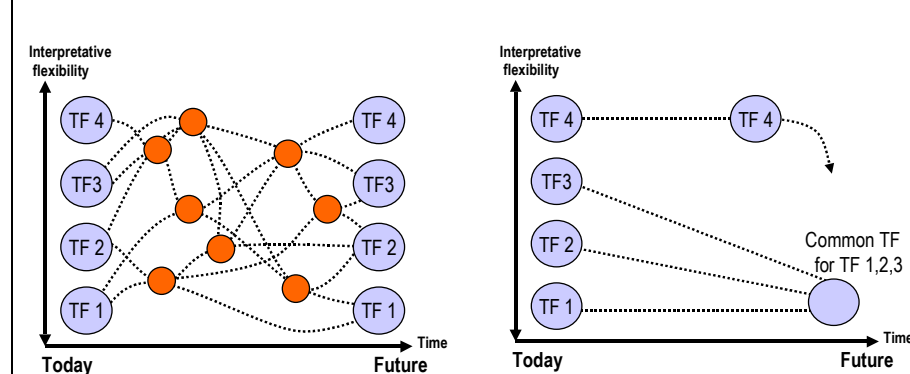 Interpretative
flexibility
TF 4
TF3
TF 2
TF 1
TF 4
TF3
TF 2
TF 1
Time
Today
Future
Interpretative
flexibility
TF 4
TF3
TF 2
TF 1
TF 4
Common TF
for TF 1,2,3
Time
Today
Future